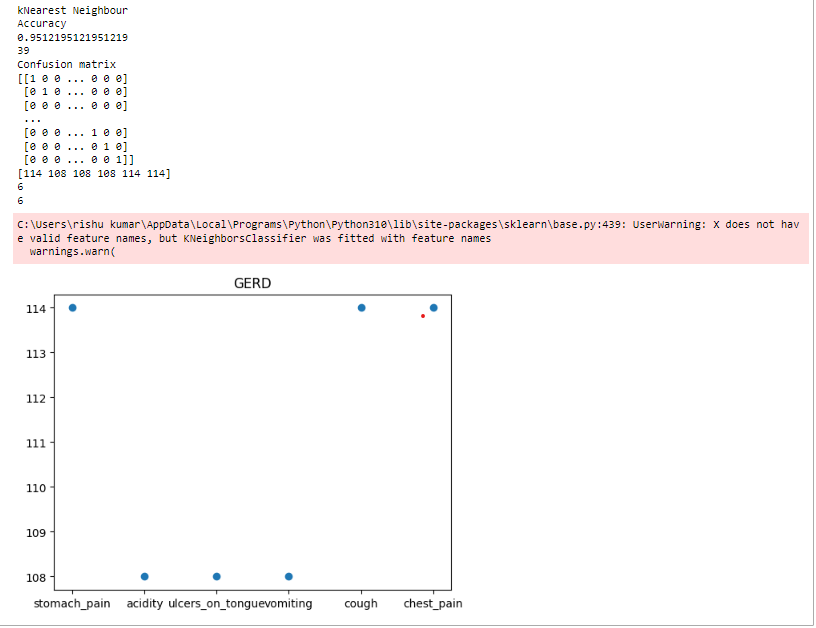 kNearest Neighbour
Accuracy
0.9512195121951219
39
Confusion matrix
[[1 0 0 ... 0 0 0]
[0 1 0 ... 0 0 0]
[0 0 0 ... 0 0 0]
...
[0 0 0 ... 1 0 0]
[0 0 0 ... 0 1 0]
[0 0 0 ... 0 0 1]]
[114 108 108 108 114 114]
6
6
C:\Users\rishu kumar\AppData\Local\Programs\Python\Python310\lib\site-packages\sklearn\base.py:439: UserWarning: X does not hav
e valid feature names, but KNeighborsClassifier was fitted with feature names
warnings.warn(
GERD
114
113
112
111
110
109
108
stomach_pain acidity ulcers_on_tonguevomiting cough chest_pain